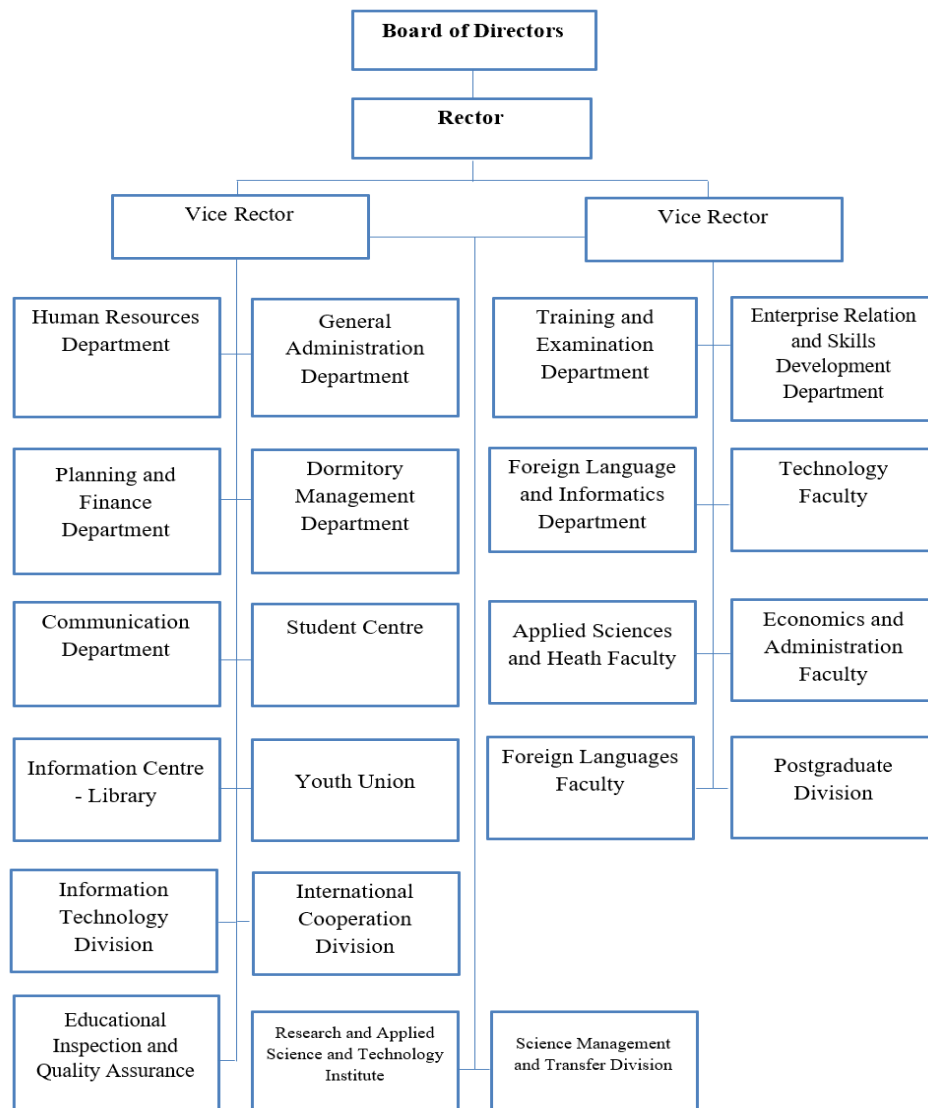 Board of Directors
Rector
Vice Rector
Vice Rector
Human Resources
Department
General
Administration
Department
Training and
Examination
Department
Enterprise Relation
and Skills
Development
Department
Planning and
Finance
Department
Dormitory
Management
Department
Foreign Language
and Informatics
Department
Technology
Faculty
Communication
Department
Student Centre
Applied Sciences
and Heath Faculty
Economics and
Administration
Faculty
Information Centre
- Library
Youth Union
Foreign Languages
Faculty
Postgraduate
Division
Information
Technology
Division
International
Cooperation
Division
Educational
Inspection and
Quality Assurance
Research and Applied
Science and Technology
Institute
Science Management
and Transfer Division